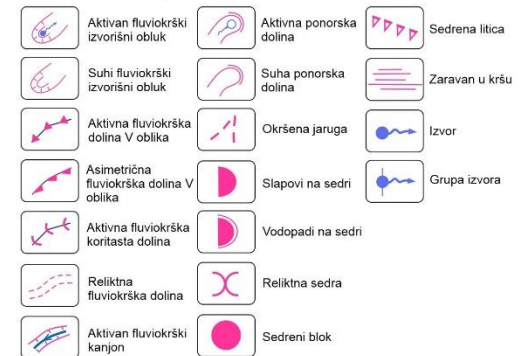 Aktivan fluviokrški
izvorišni obluk
Suhi fluviokrški
izvorišni obluk
Aktivna fluviokrška
dolina V oblika
Asimetrična
fluviokrška dolina V
oblika
Aktivna fluviokrška
koritasta dolina
Reliktna
fluviokrška dolina
Aktivan fluviokrški
kanjon
Aktivna ponorska
dolina
Suha ponorska
dolina
Okršena jaruga
Slapovi na sedri
Vodopadi na sedri
Reliktna sedra
Sedreni blok
Sedrena litica
Zaravan u kršu
Izvor
Grupa izvora